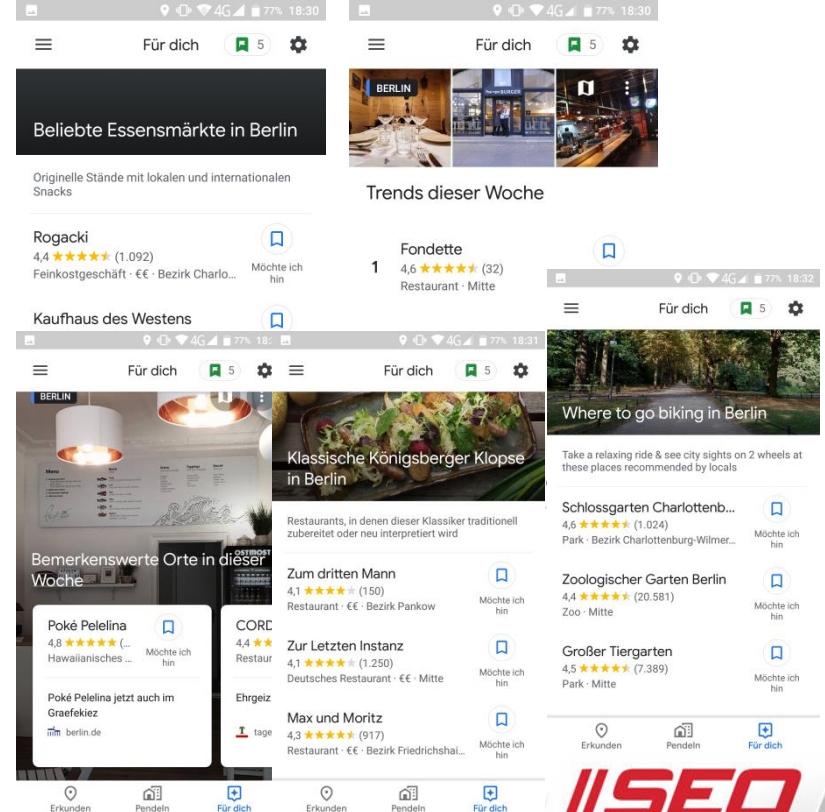 4G 77% 18:30
Für dich
5
Beliebte Essensmärkte in Berlin
Originelle Stände mit lokalen und internationalen
Snacks
Rogacki
4,4 (1.092)
Feinkostgeschäft · €€ · Bezirk Charlo...
Möchte ich
hin
Kaufhaus des Westens
4G 77% 18:30
Für dich
5
BERLIN
BURGER
Trends dieser Woche
1
Fondette
4,6 (32)
Restaurant · Mitte
4G 77% 18:
Für dich
5
BERLIN
Menu
Bemerkenswerte Orte in dieser
Woche
OSTMOST
Poké Pelelina
4,8 (...
Hawaiianisches ...
Möchte ich
hin
Poké Pelelina jetzt auch im
Graefekiez
berlin.de
CORD
4,4
Restaur
Ehrgeiz
tage
Erkunden
Pendeln
Für dich
4G 77% 18:31
Für dich
5
Klassische Königsberger Klopse
in Berlin
Restaurants, in denen dieser Klassiker traditionell
zubereitet oder neu interpretiert wird
Zum dritten Mann
4,1 (150)
Restaurant · €€ · Bezirk Pankow
Möchte ich
hin
Zur Letzten Instanz
4,1 (1.250)
Deutsches Restaurant · €€ · Mitte
Möchte ich
hin
Max und Moritz
4,3 (917)
Restaurant · €€ · Bezirk Friedrichshai...
Möchte ich
hin
Erkunden
Pendeln
Für dich
4G 77% 18:32
Für dich
5
Where to go biking in Berlin
Take a relaxing ride & see city sights on 2 wheels at
these places recommended by locals
Schlossgarten Charlottenb...
4,6 (1.024)
Park · Bezirk Charlottenburg-Wilmer...
Möchte ich
hin
Zoologischer Garten Berlin
4,4 (20.581)
Zoo · Mitte
Möchte ich
hin
Großer Tiergarten
4,5 (7.389)
Park · Mitte
Möchte ich
hin
Erkunden
Pendeln
Für dich
SEO